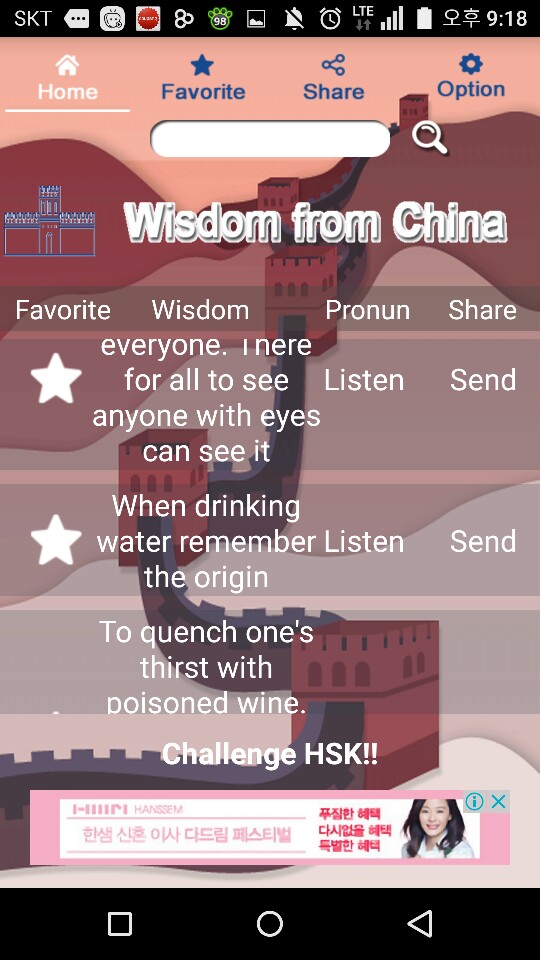 SKT 98 LTE 오후 9:18
Home Favorite Share Option
Wisdom from China
Favorite Wisdom Pronun Share
everyone. There
for all to see Listen Send
anyone with eyes
can see it
When drinking
water remember Listen Send
the origin
To quench one's
thirst with
poisoned wine.
Challenge HSK!!
HANSSEM
한샘 신혼 이사 다드림 페스티벌
푸짐한 혜택
다시없을 혜택
특별한 혜택